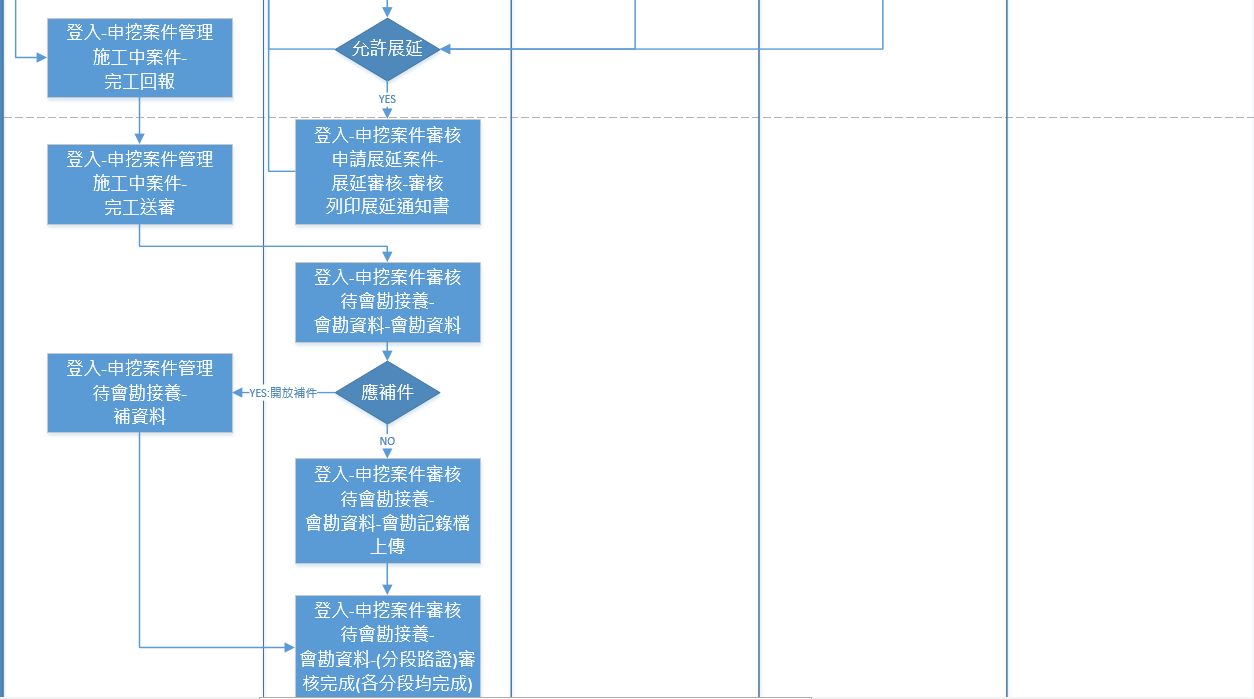 登入-申挖案件管理
施工中案件-
完工回報
允許展延
YES
登入-申挖案件審核
申請展延案件-
展延審核-審核
列印展延通知書
登入-申挖案件管理
施工中案件-
完工送審
登入-申挖案件審核
待會勘接養-
會勘資料-會勘資料
登入-申挖案件管理
待會勘接養-
補資料
YES:開放補件
應補件
NO
登入-申挖案件審核
待會勘接養-
會勘資料-會勘記錄檔
上傳
登入-申挖案件審核
待會勘接養-
會勘資料-(分段路證)審
核完成(各分段均完成)